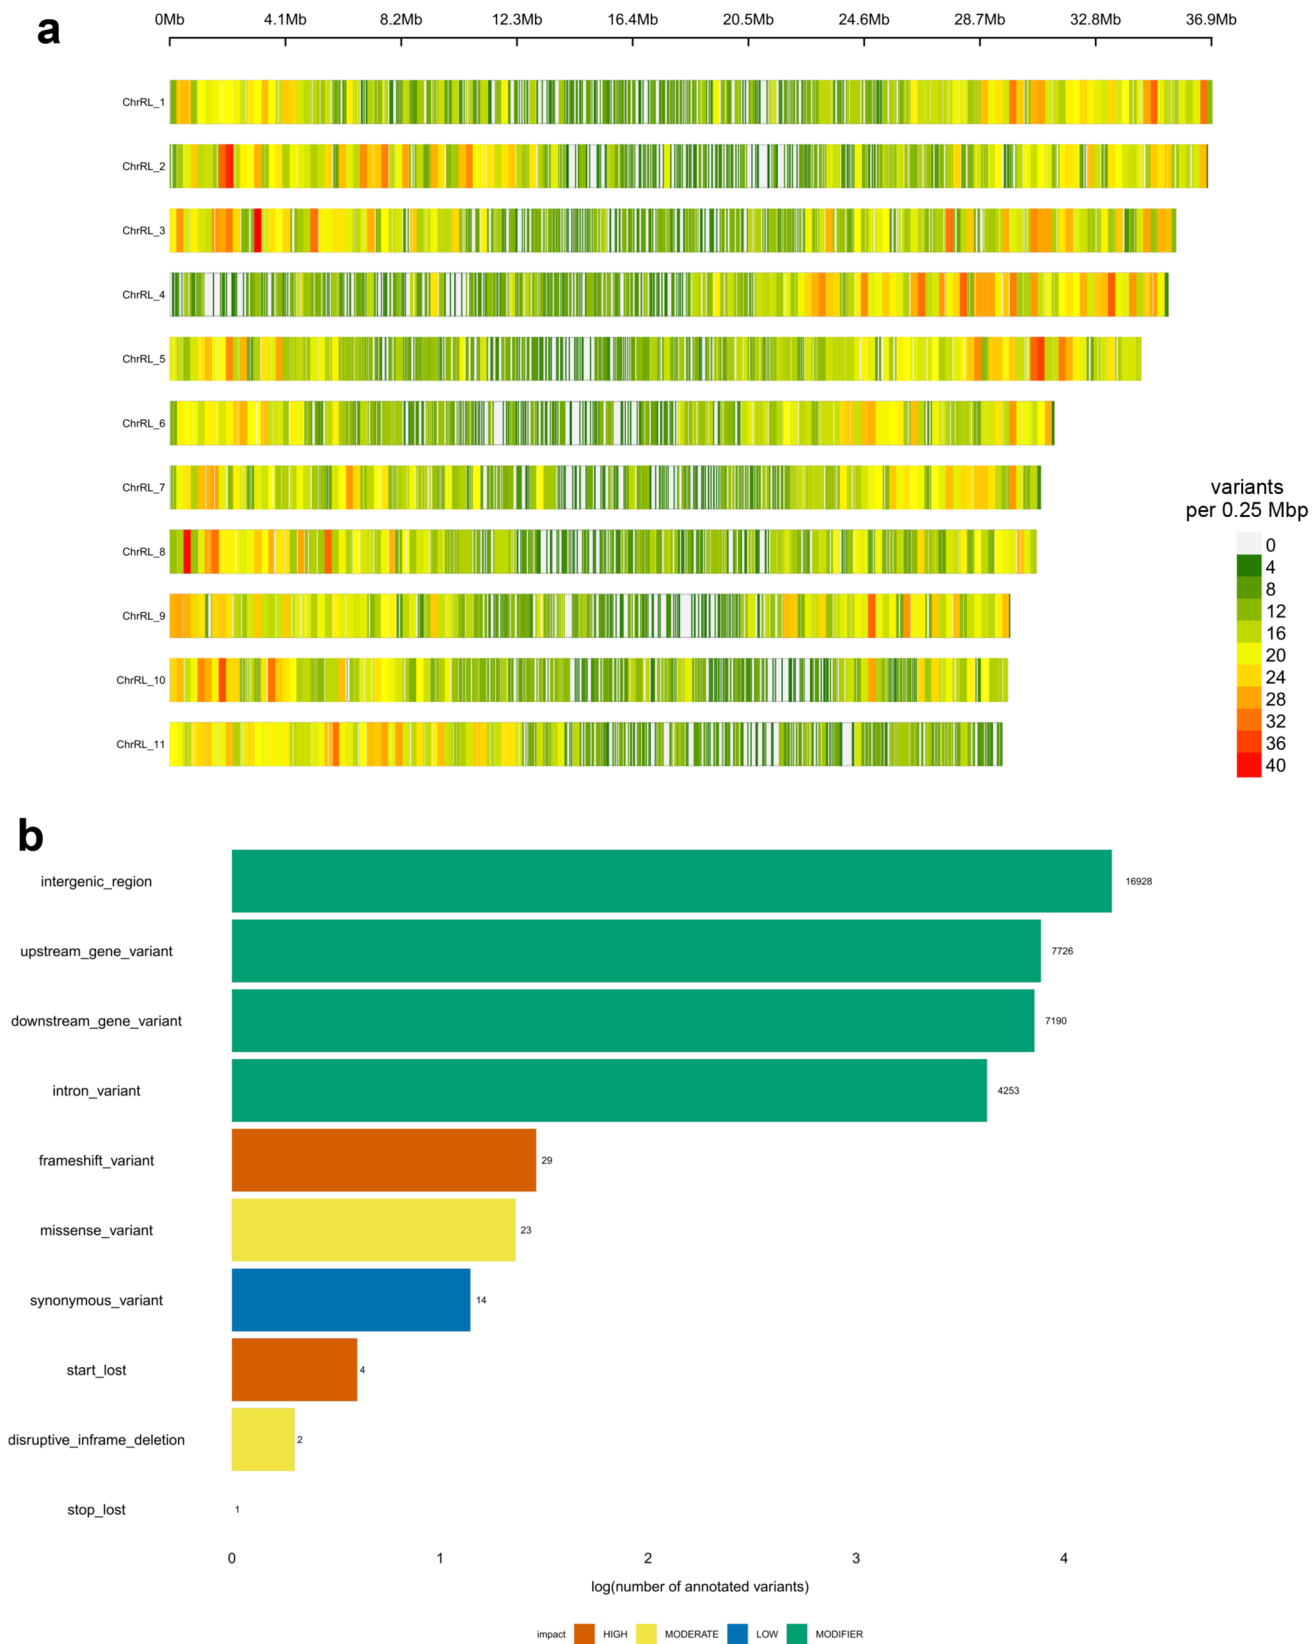 a
0Mb 4.1Mb 8.2Mb 12.3Mb 16.4Mb 20.5Mb 24.6Mb 28.7Mb 32.8Mb 36.9Mb
ChrRL_1
ChrRL_2
ChrRL_3
ChrRL_4
ChrRL_5
ChrRL_6
ChrRL_7
ChrRL_8
ChrRL_9
ChrRL_10
ChrRL_11
variants
per 0.25 Mbp
0
4
8
12
16
20
24
28
32
36
40
b
intergenic_region 16928
upstream_gene_variant 7726
downstream_gene_variant 7190
intron_variant 4253
frameshift_variant 29
missense_variant 23
synonymous_variant 14
start_lost 4
disruptive_inframe_deletion 2
stop_lost 1
0 1 2 3 4
log(number of annotated variants)
impact HIGH MODERATE LOW MODIFIER